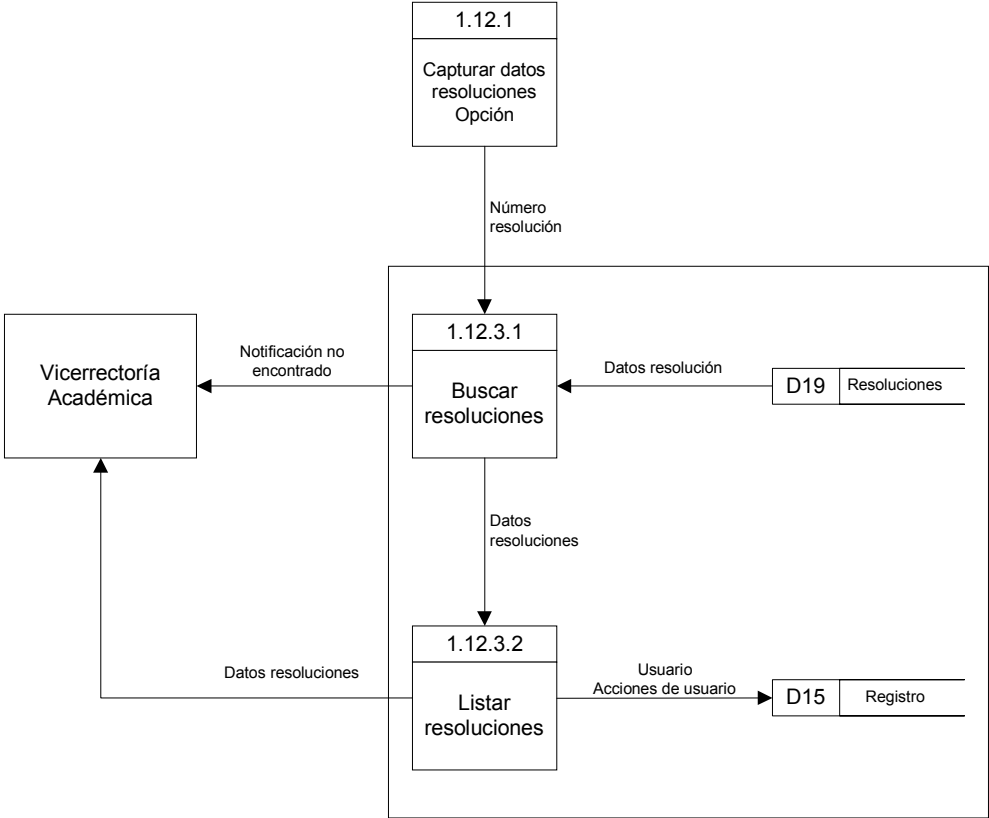 1.12.1
Capturar datos
resoluciones
Opción
Número
resolución
1.12.3.1
Buscar
resoluciones
Notificación no
encontrado
Vicerrectoría
Académica
Datos resolución
D19 Resoluciones
Datos
resoluciones
1.12.3.2
Listar
resoluciones
Datos resoluciones
Usuario
Acciones de usuario
D15 Registro